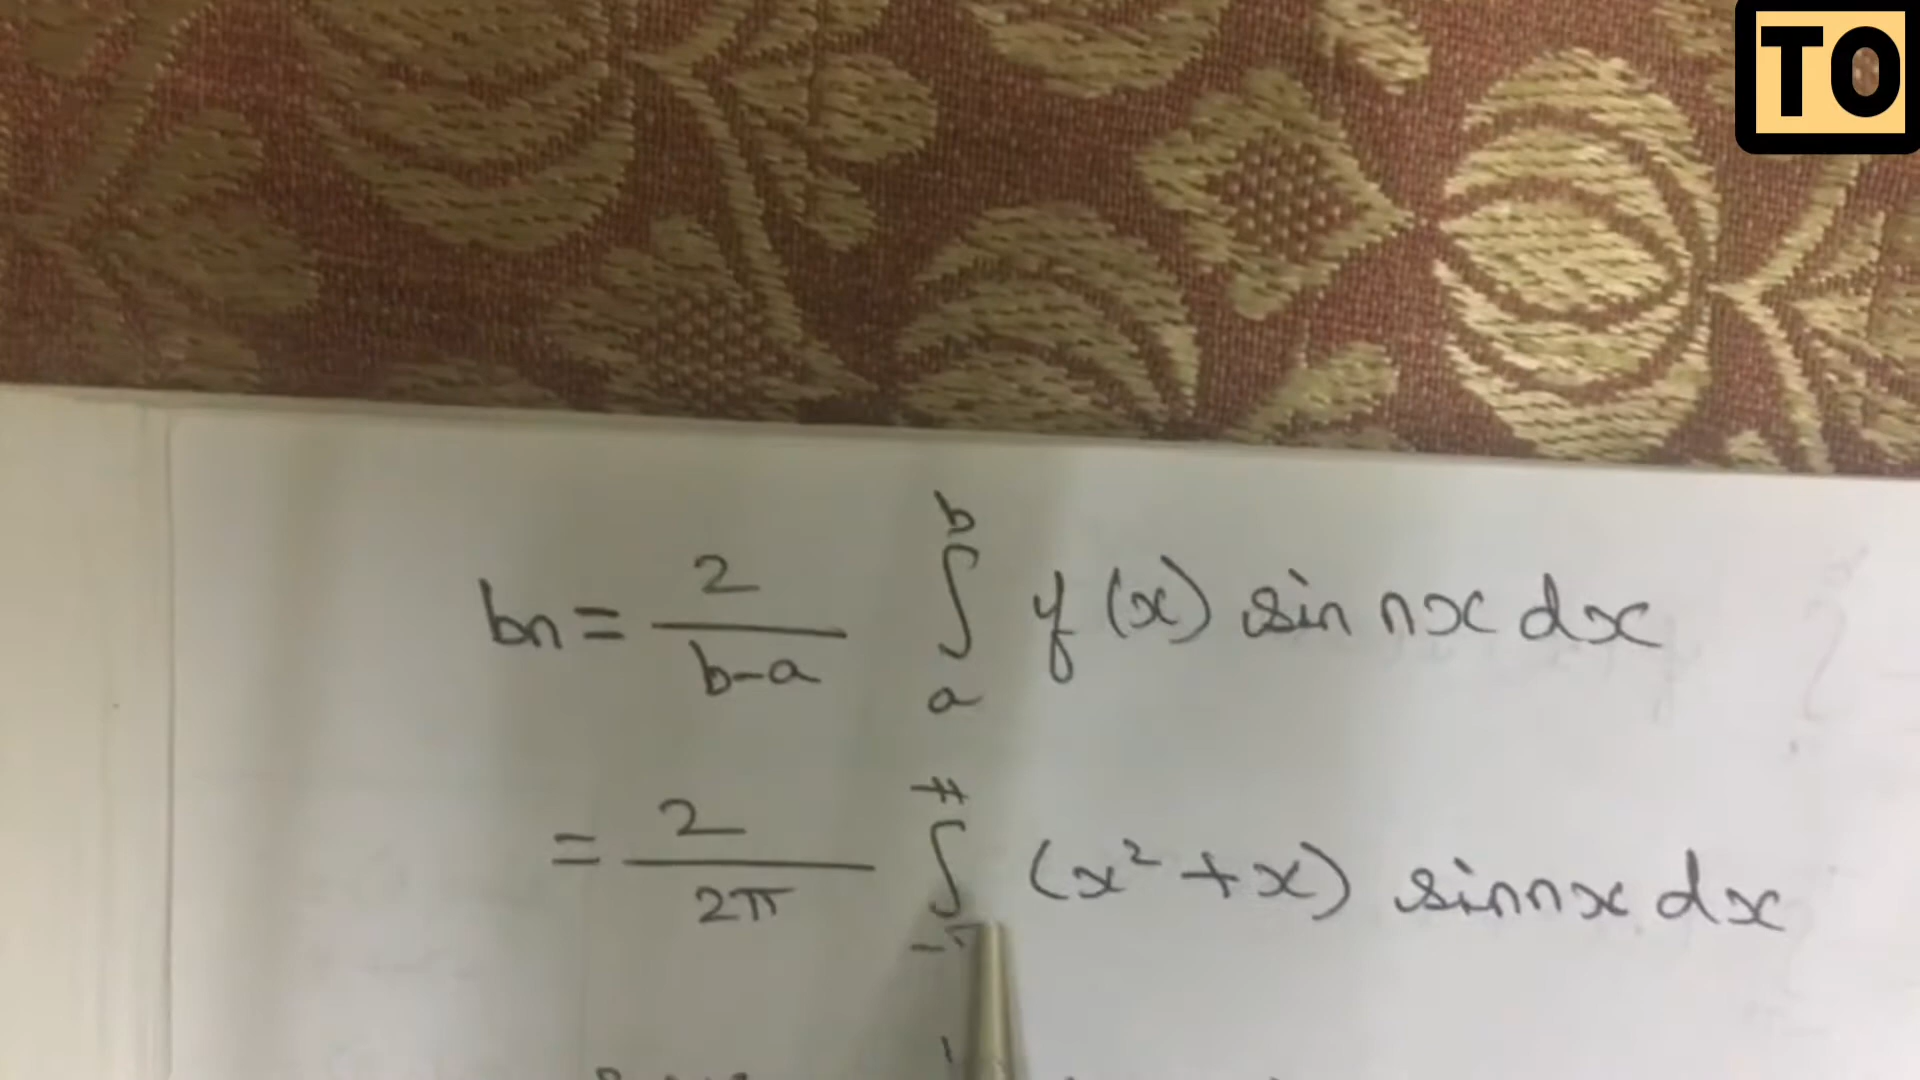 TO
bn = 2/(b-a) ∫_a^b f(x) sin nx dx
= 2/(2π) ∫_{-π}^{π} (x² + x) sin nx dx